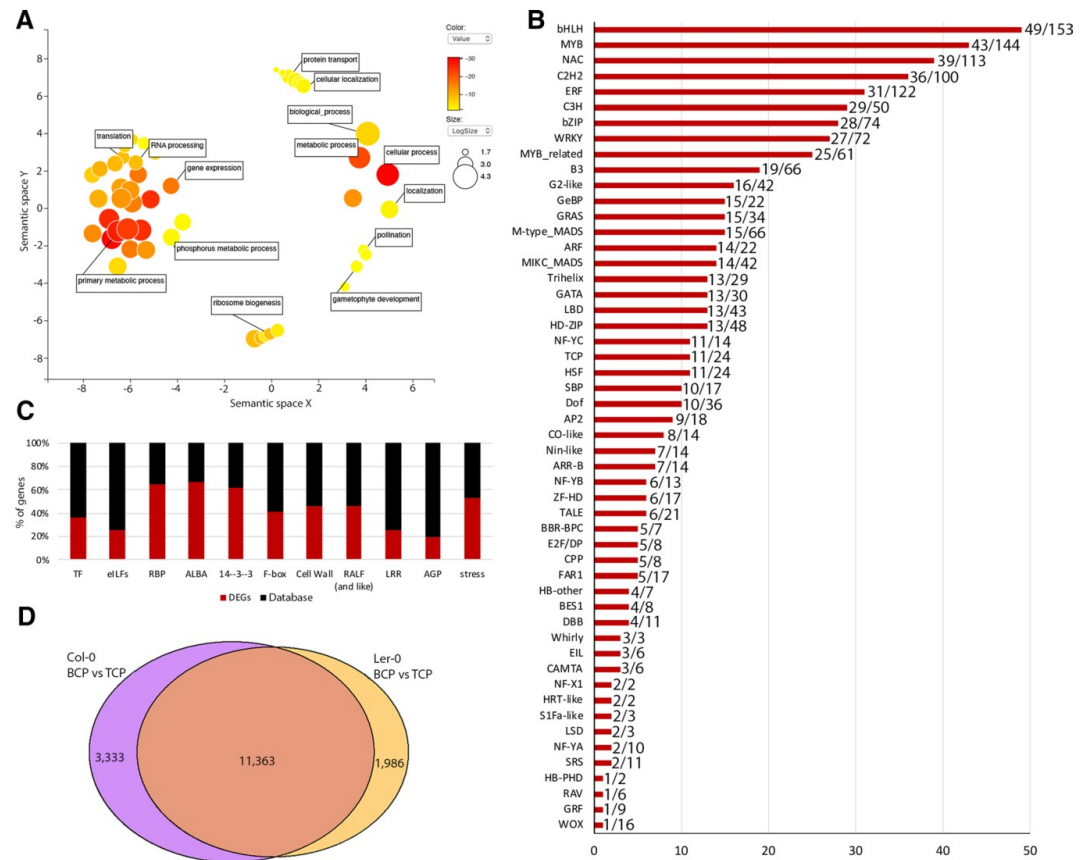 A
Color:
Value
-30
-20
-10
Size:
LogSize
1.7
3.0
4.3
protein transport
cellular localization
biological_process
metabolic process
cellular process
localization
pollination
gametophyte development
translation
RNA processing
gene expression
phosphorus metabolic process
primary metabolic process
ribosome biogenesis
Semantic space Y
8
6
4
2
0
-2
-4
-6
-8
-8
-6
-4
-2
0
2
4
6
Semantic space X
B
bHLH 49/153
MYB 43/144
NAC 39/113
C2H2 36/100
ERF 31/122
C3H 29/50
bZIP 28/74
WRKY 27/72
MYB_related 25/61
B3 19/66
G2-like 16/42
GeBP 15/22
GRAS 15/34
M-type_MADS 15/66
ARF 14/22
MIKC_MADS 14/42
Trihelix 13/29
GATA 13/30
LBD 13/43
HD-ZIP 13/48
NF-YC 11/14
TCP 11/24
HSF 11/24
SBP 10/17
Dof 10/36
AP2 9/18
CO-like 8/14
Nin-like 7/14
ARR-B 7/14
NF-YB 6/13
ZF-HD 6/17
TALE 6/21
BBR-BPC 5/7
E2F/DP 5/8
CPP 5/8
FAR1 5/17
HB-other 4/7
BES1 4/8
DBB 4/11
Whirly 3/3
EIL 3/6
CAMTA 3/6
NF-X1 2/2
HRT-like 2/2
S1Fa-like 2/3
LSD 2/3
NF-YA 2/10
SRS 2/11
HB-PHD 1/2
RAV 1/6
GRF 1/9
WOX 1/16
0 10 20 30 40 50
C
% of genes
100%
80%
60%
40%
20%
0%
TF eILFs RBP ALBA 14--3--3 F-box Cell Wall RALF LRR AGP stress
(and like)
DEGs Database
D
Col-0
BCP vs TCP
Ler-0
BCP vs TCP
3,333
11,363
1,986